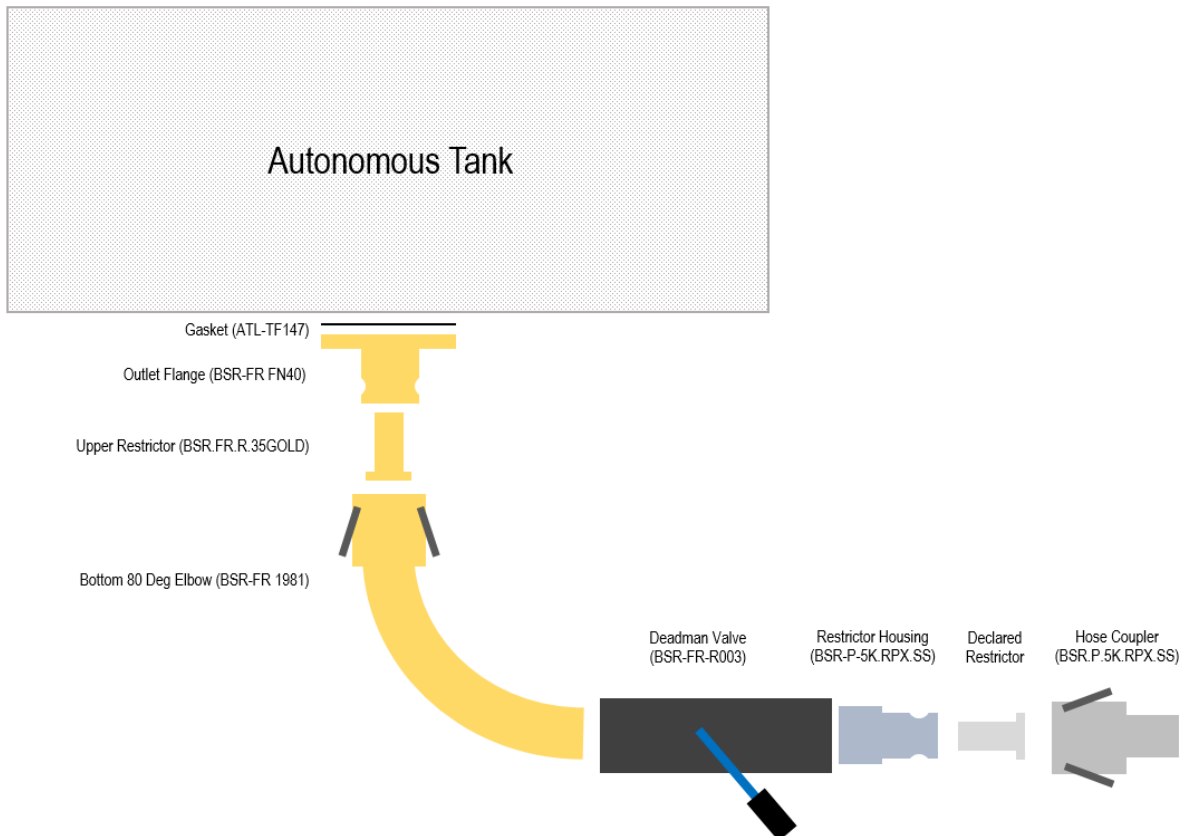 Autonomous Tank
Gasket (ATL-TF147)
Outlet Flange (BSR-FR FN40)
Upper Restrictor (BSR.FR.R.35GOLD)
Bottom 80 Deg Elbow (BSR-FR 1981)
Deadman Valve
(BSR-FR-R003)
Restrictor Housing
(BSR-P-5K.RPX.SS)
Declared
Restrictor
Hose Coupler
(BSR.P.5K.RPX.SS)